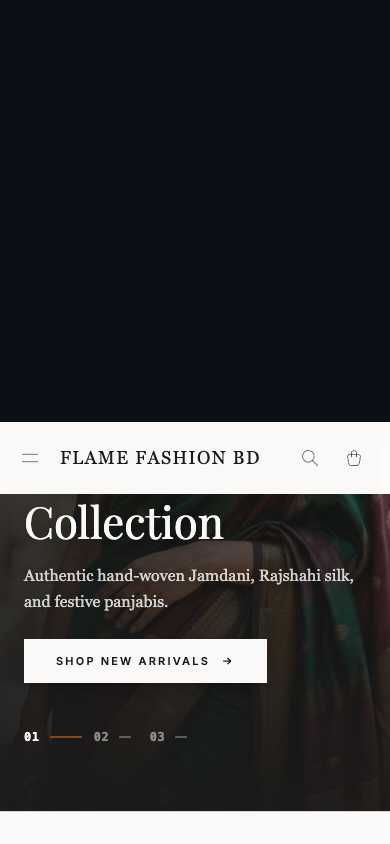 FLAME FASHION BD
Collection
Authentic hand-woven Jamdani, Rajshahi silk,
and festive panjabis.
SHOP NEW ARRIVALS →
01 02 03